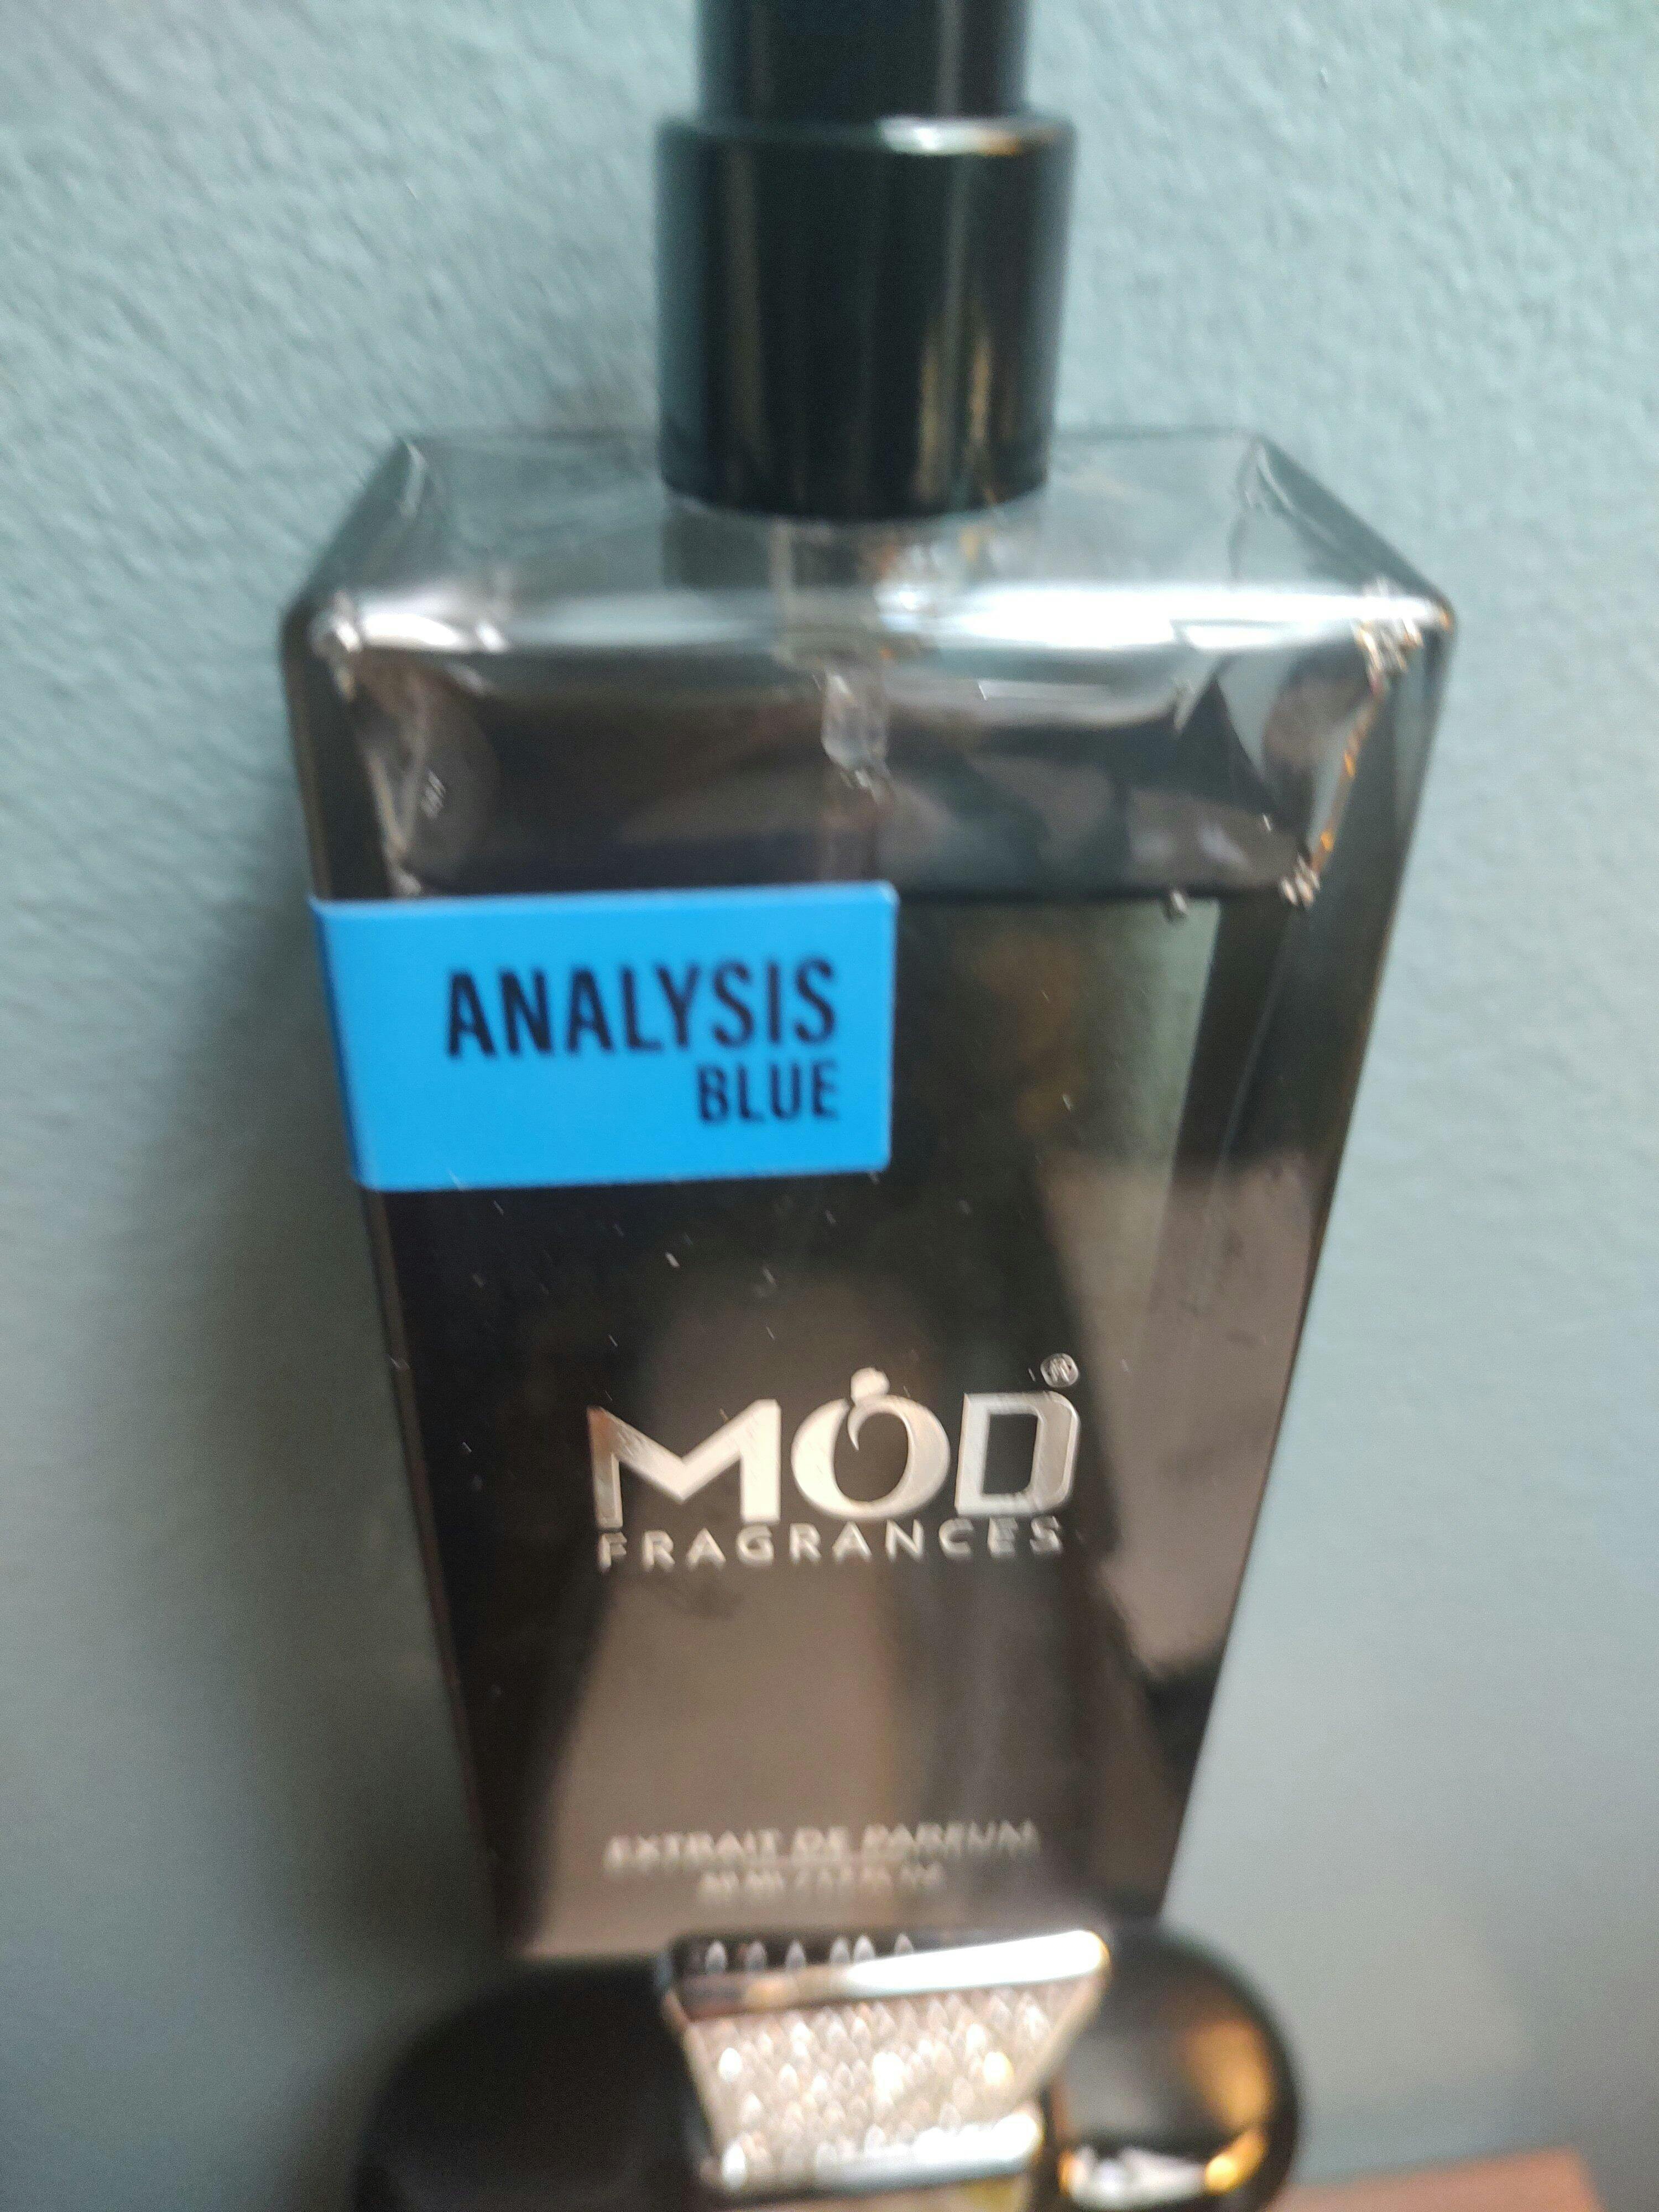 ANALYSIS
BLUE
MOD®
FRAGRANCES
EXTRAIT DE PARFUM